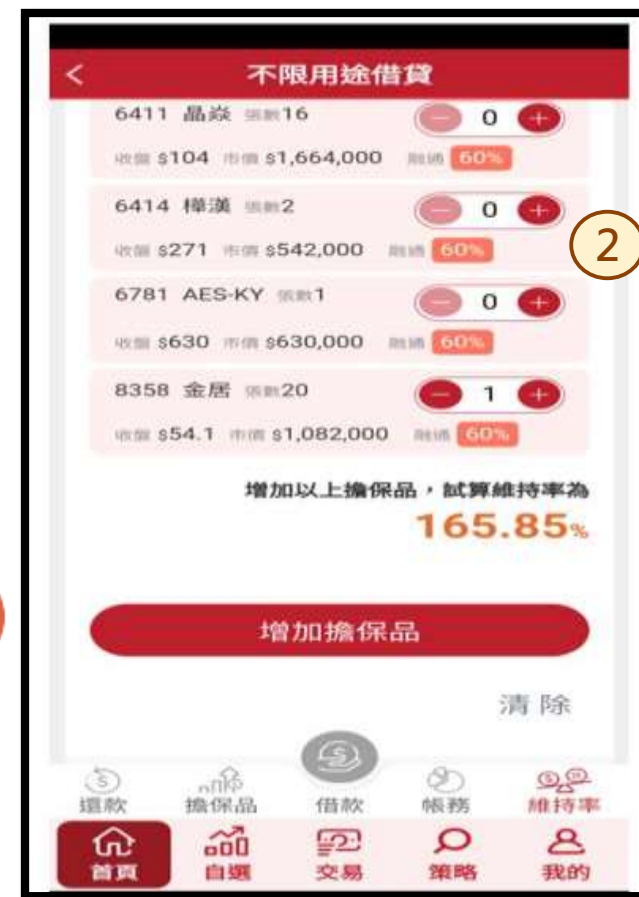 不限用途借貸
6411 晶焱 張數16 0
收盤 $104 市價 $1,664,000 融通 60%
6414 樺漢 張數2 0
收盤 $271 市價 $542,000 融通 60%
2
6781 AES-KY 張數1 0
收盤 $630 市價 $630,000 融通 60%
8358 金居 張數20 1
收盤 $54.1 市價 $1,082,000 融通 60%
增加以上擔保品，試算維持率為
165.85%
增加擔保品
清除
還款 擔保品 借款 帳務 維持率
首頁 自選 交易 策略 我的